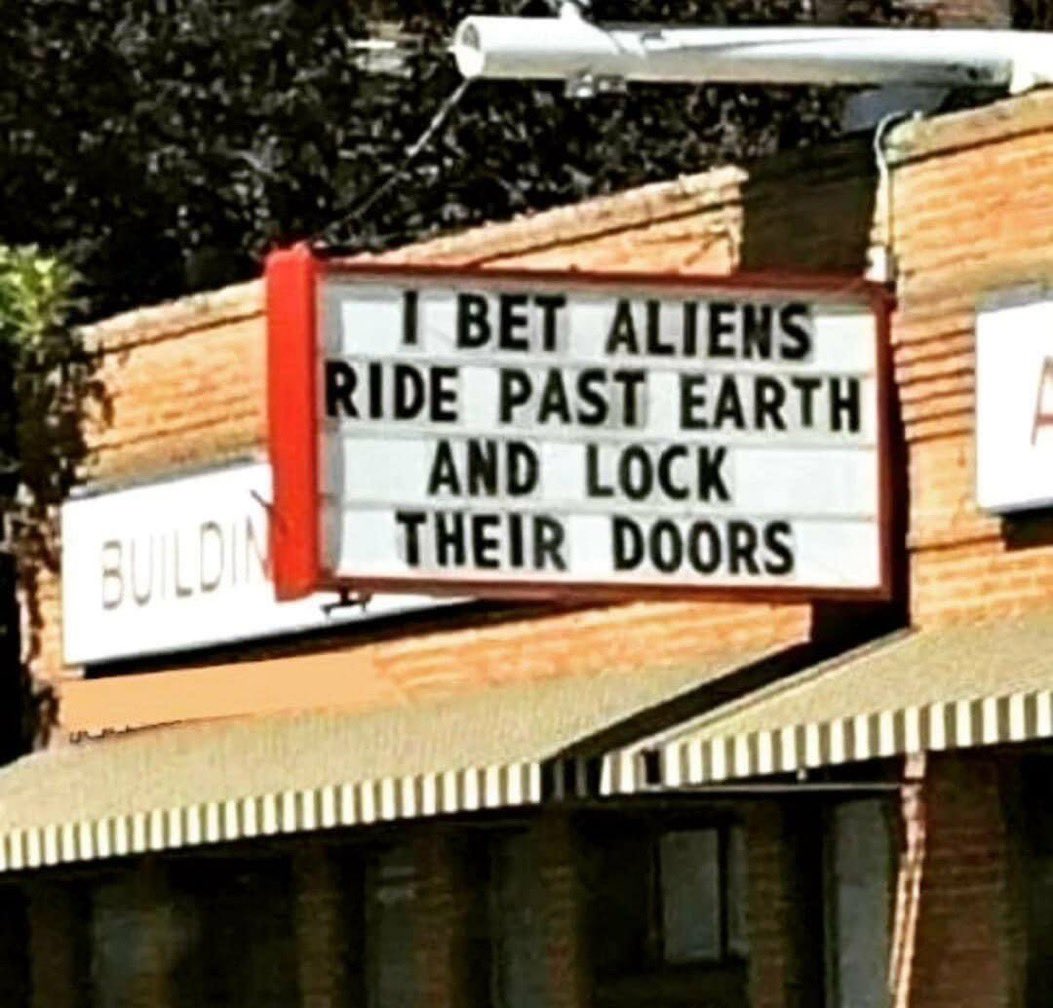 I BET ALIENS
RIDE PAST EARTH
AND LOCK
THEIR DOORS